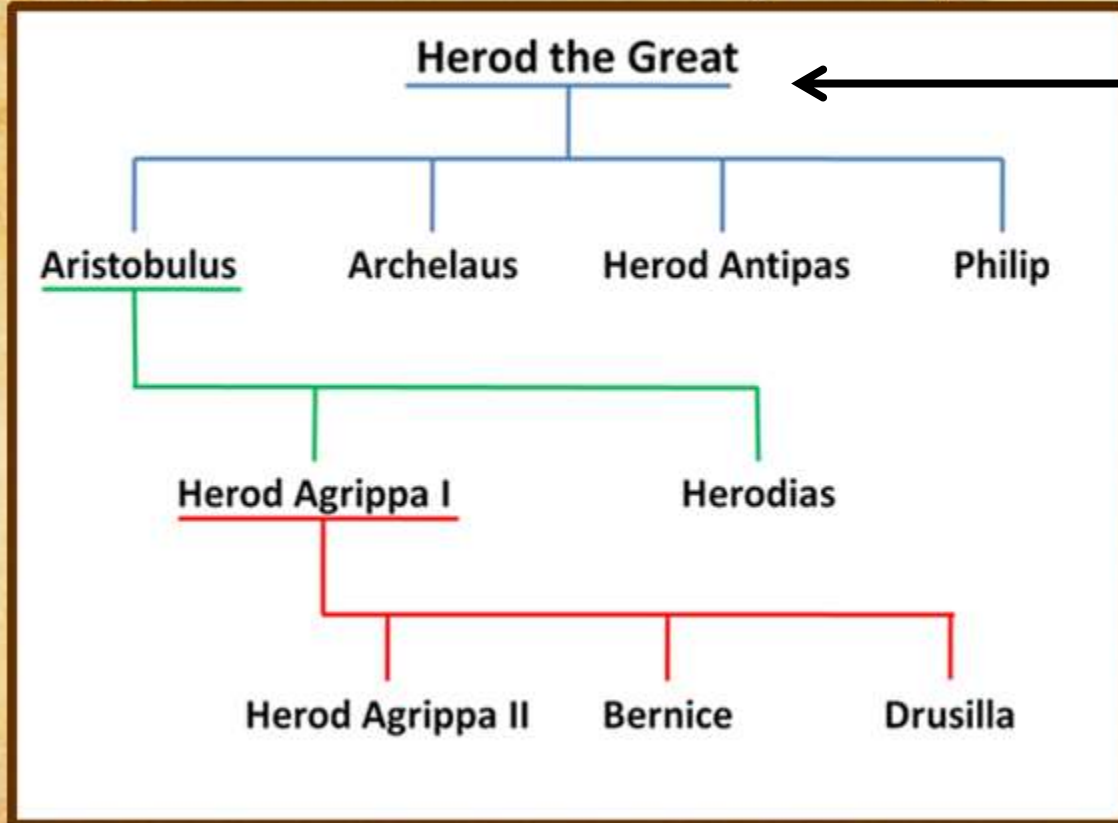 Herod the Great
Aristobulus Archelaus Herod Antipas Philip
Herod Agrippa I Herodias
Herod Agrippa II Bernice Drusilla